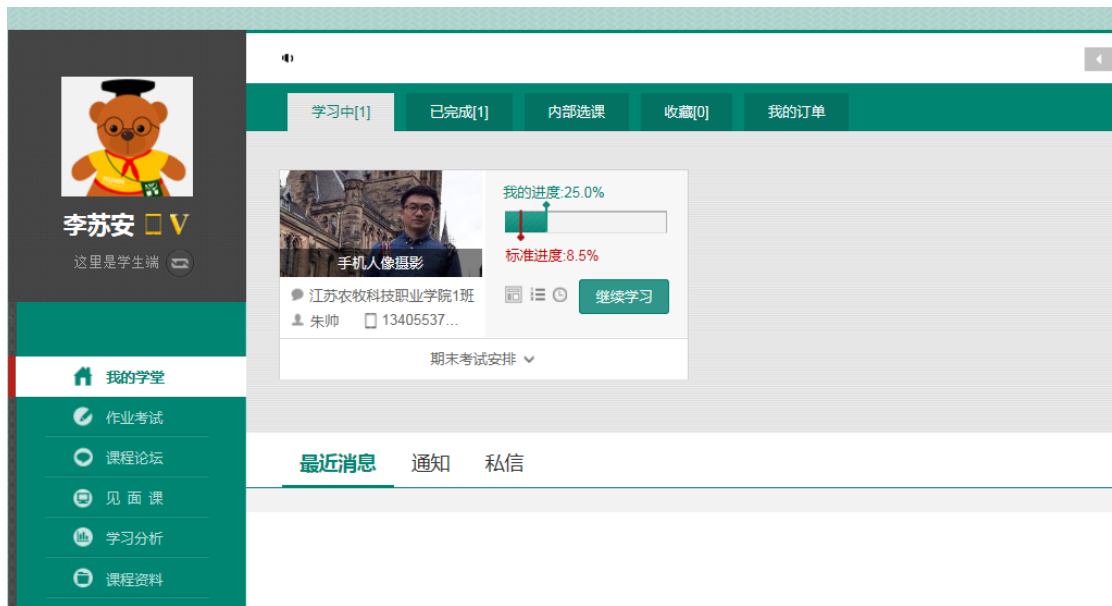 李苏安 V
这里是学生端
我的学堂
作业考试
课程论坛
见 面 课
学习分析
课程资料
学习中[1] 已完成[1] 内部选课 收藏[0] 我的订单
手机人像摄影
江苏农牧科技职业学院1班
朱帅 13405537...
我的进度:25.0%
标准进度:8.5%
继续学习
期末考试安排
最近消息 通知 私信